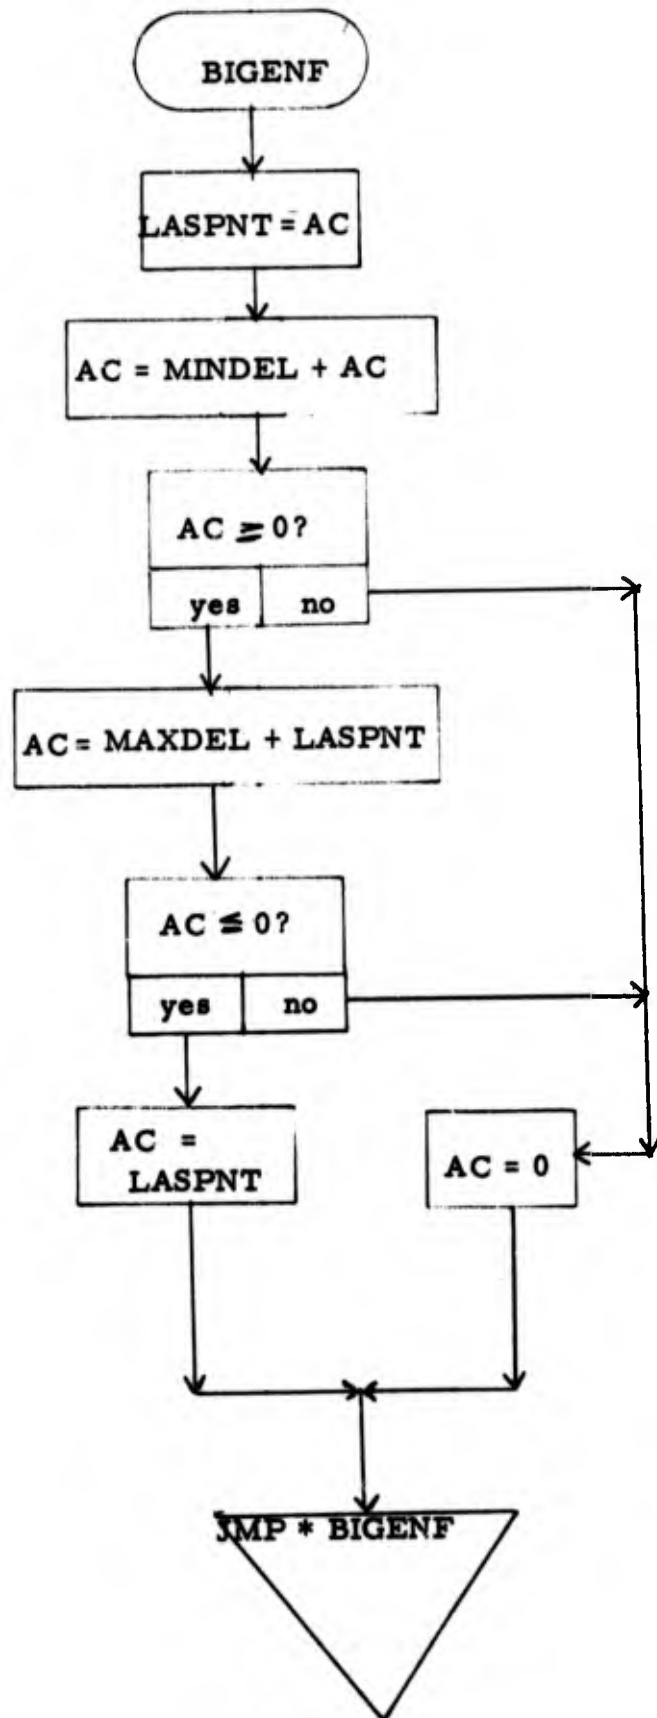 BIGENF
LASPNT = AC
AC = MINDEL + AC
AC ≥ 0?
yes no
AC = MAXDEL + LASPNT
AC ≦ 0?
yes no
AC =
LASPNT
AC = 0
JMP * BIGENF